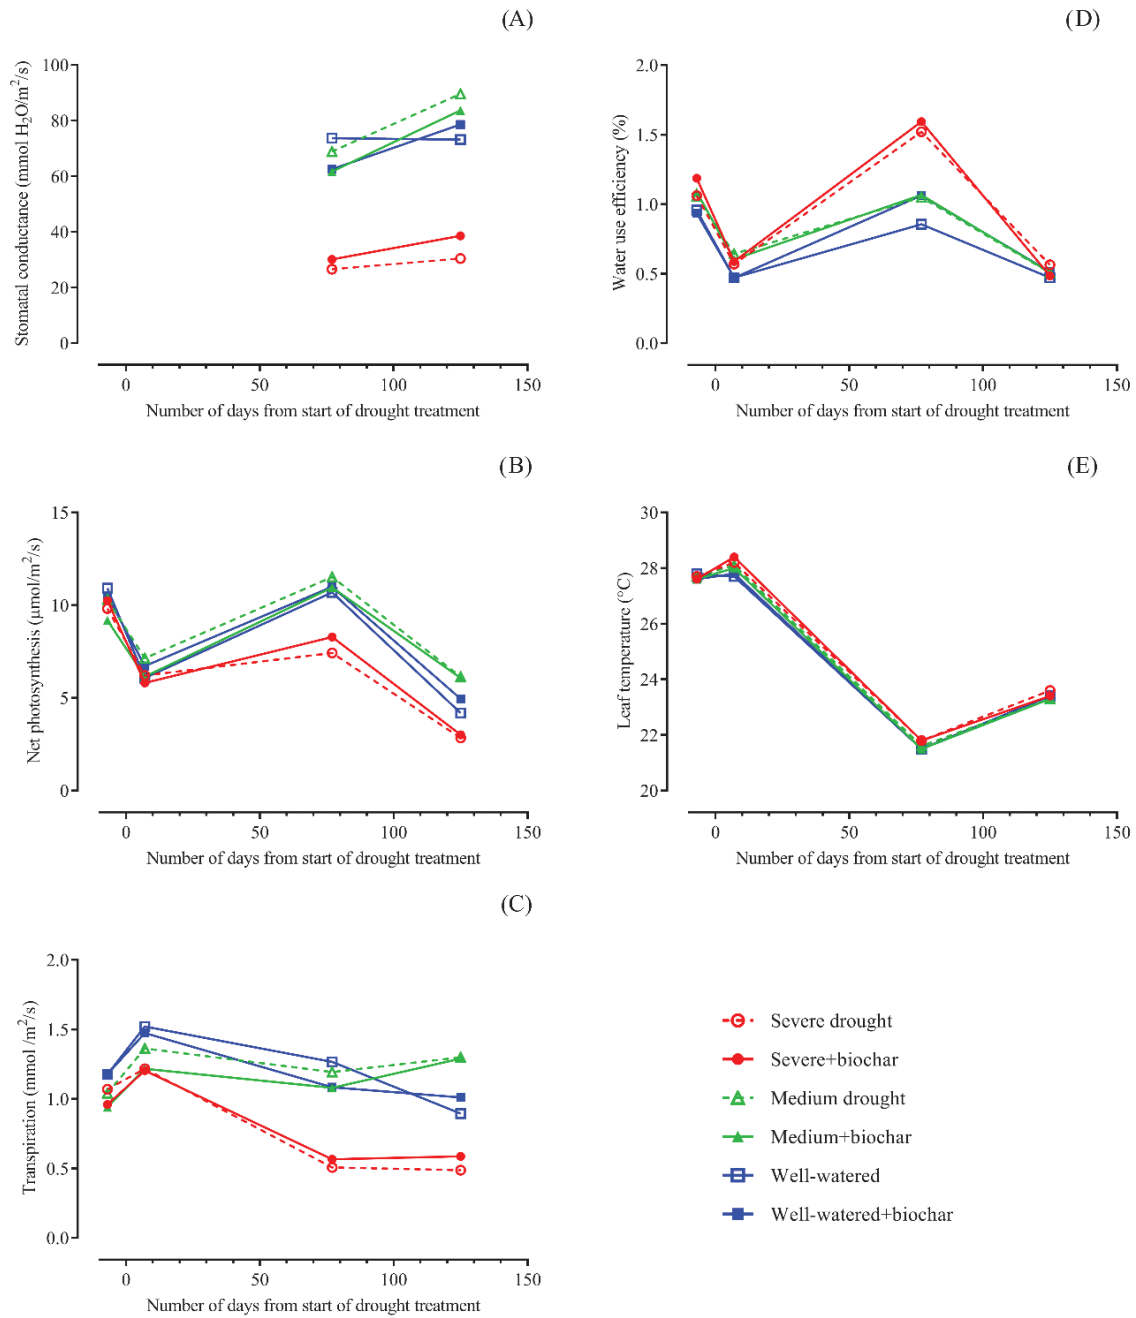 (A)
Stomatal conductance (mmol H₂O/m²/s)
100
80
60
40
20
0
0 50 100 150
Number of days from start of drought treatment
(D)
Water use efficiency (%)
2.0
1.5
1.0
0.5
0.0
0 50 100 150
Number of days from start of drought treatment
(B)
Net photosynthesis (μmol/m²/s)
15
10
5
0
0 50 100 150
Number of days from start of drought treatment
(E)
Leaf temperature (°C)
30
28
26
24
22
20
0 50 100 150
Number of days from start of drought treatment
(C)
Transpiration (mmol /m²/s)
2.0
1.5
1.0
0.5
0.0
0 50 100 150
Number of days from start of drought treatment
Severe drought
Severe+biochar
Medium drought
Medium+biochar
Well-watered
Well-watered+biochar